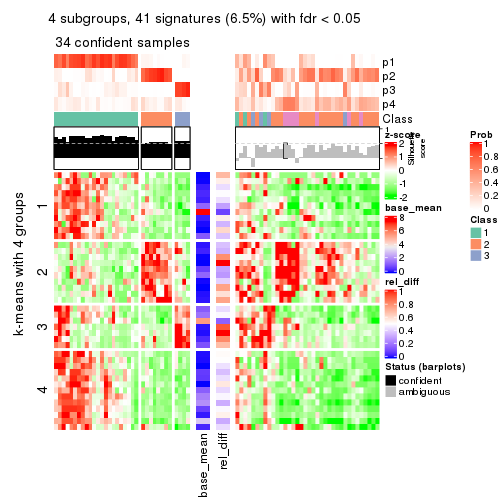 4 subgroups, 41 signatures (6.5%) with fdr < 0.05
34 confident samples
p1
p2
p3
p4
Class
1
Silhouette
score
k-means with 4 groups
1
2
3
4
base_mean
rel_diff
z-score
2
1
0
-1
-2
base_mean
8
6
4
2
0
rel_diff
1
0.8
0.6
0.4
0.2
0
Status (barplots)
confident
ambiguous
Prob
1
0.8
0.6
0.4
0.2
0
Class
1
2
3